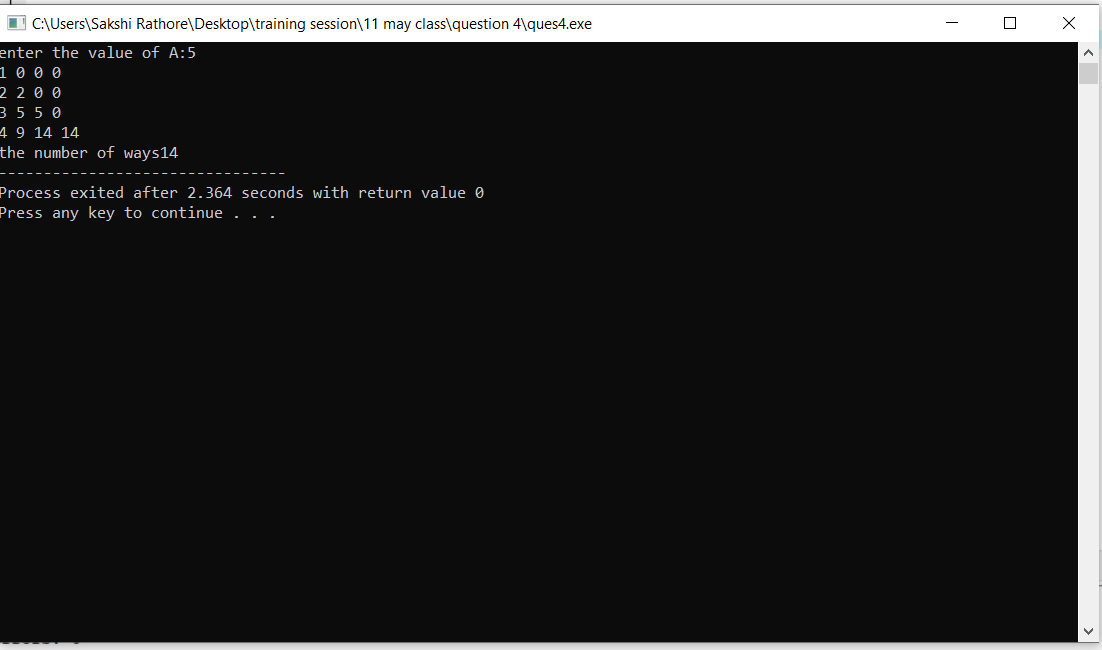 C:\Users\Sakshi Rathore\Desktop\training session\11 may class\question 4\ques4.exe
enter the value of A:5
1 0 0 0
2 2 0 0
3 5 5 0
4 9 14 14
the number of ways14
--------------------------------
Process exited after 2.364 seconds with return value 0
Press any key to continue . . .